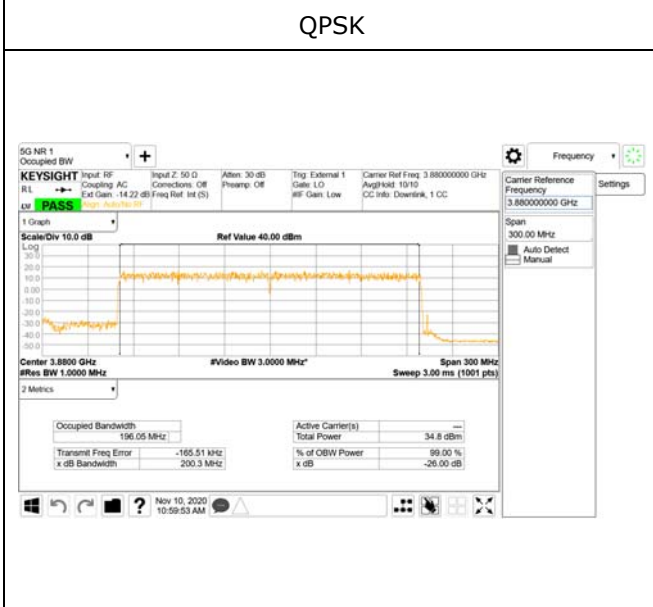 QPSK
5G NR 1
Occupied BW
Frequency
KEYSIGHT Input: RF Input Z: 50 Ω Atten: 30 dB Trig: External 1 Carrier Ref Freq: 3.880000000 GHz
RL Coupling: AC Corrections: Off Preamp: Off Gate: LO Avg|Hold: 10/10
Ext Gain: -14.22 dB Freq Ref: Int (S) #IF Gain: Low CC Info: Downlink, 1 CC
PASS Align: Auto/No RF
Carrier Reference Frequency
3.880000000 GHz
Settings
Span
300.00 MHz
Auto Detect
Manual
1 Graph
Scale/Div 10.0 dB Ref Value 40.00 dBm
Log
30.0
20.0
10.0
0.00
-10.0
-20.0
-30.0
-40.0
-50.0
Center 3.8800 GHz #Video BW 3.0000 MHz* Span 300 MHz
#Res BW 1.0000 MHz Sweep 3.00 ms (1001 pts)
2 Metrics
Occupied Bandwidth
196.05 MHz
Transmit Freq Error -165.51 kHz
x dB Bandwidth 200.3 MHz
Active Carrier(s) —
Total Power 34.8 dBm
% of OBW Power 99.00 %
x dB -26.00 dB
Nov 10, 2020
10:59:53 AM